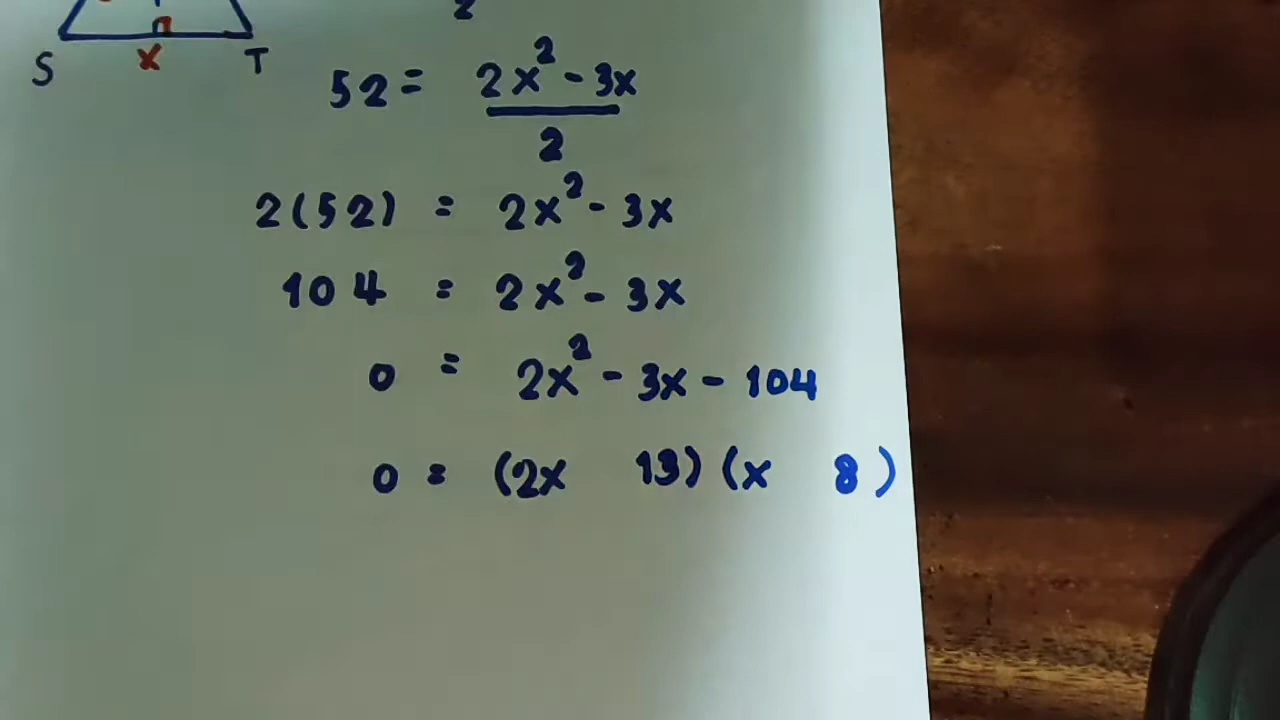 2
S x T
52 = 2x² - 3x
2
2(52) = 2x² - 3x
104 = 2x² - 3x
0 = 2x² - 3x - 104
0 = (2x 13)(x 8)